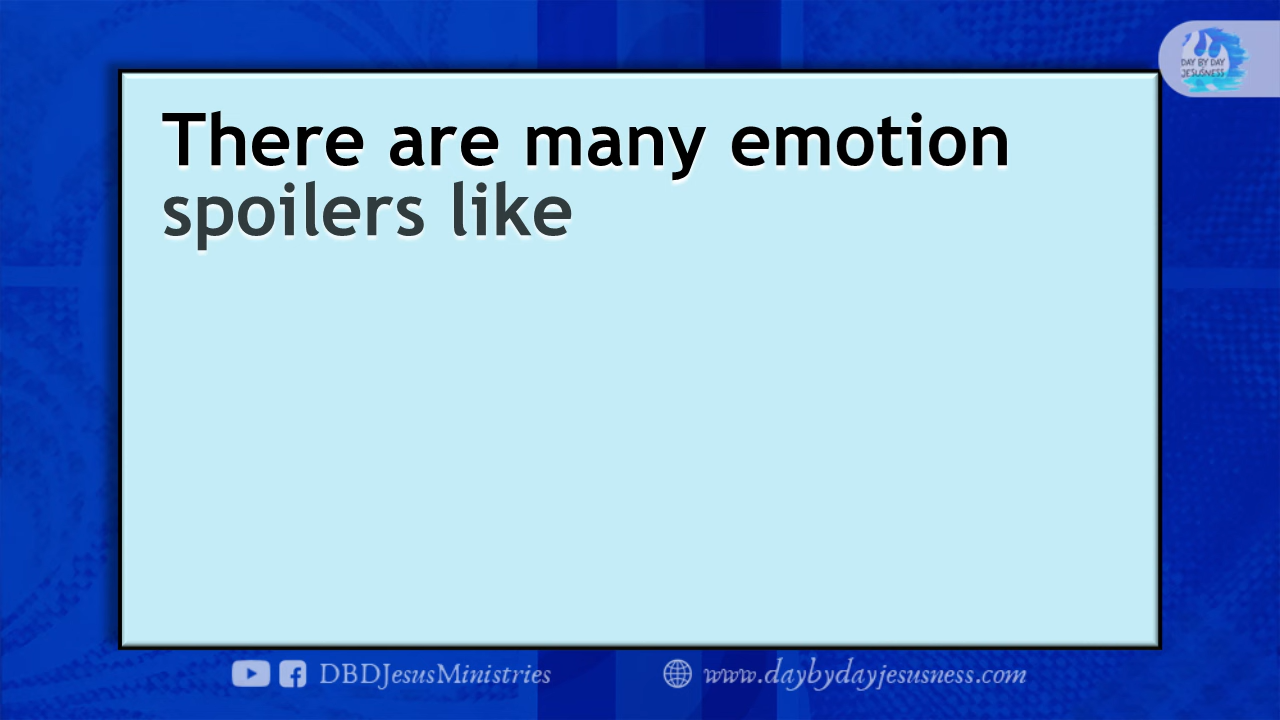 DAY BY DAY
JESUSNESS
There are many emotion
spoilers like
DBDJesusMinistries
www.daybydayjesusness.com